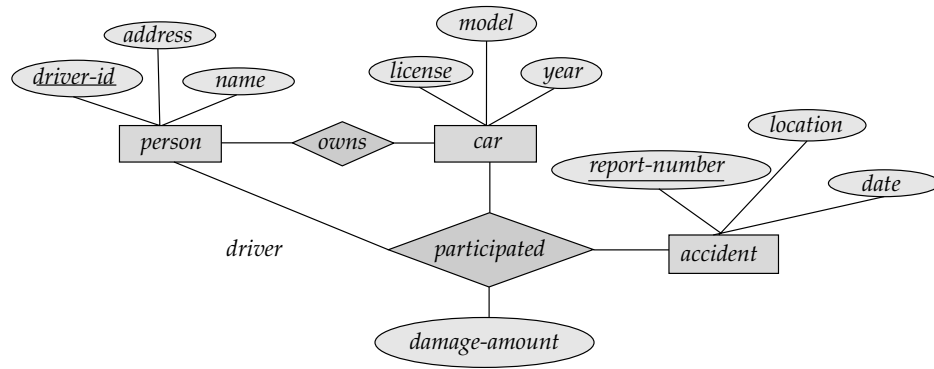 address
driver-id
name
person
owns
model
license
year
car
location
report-number
date
driver
participated
accident
damage-amount